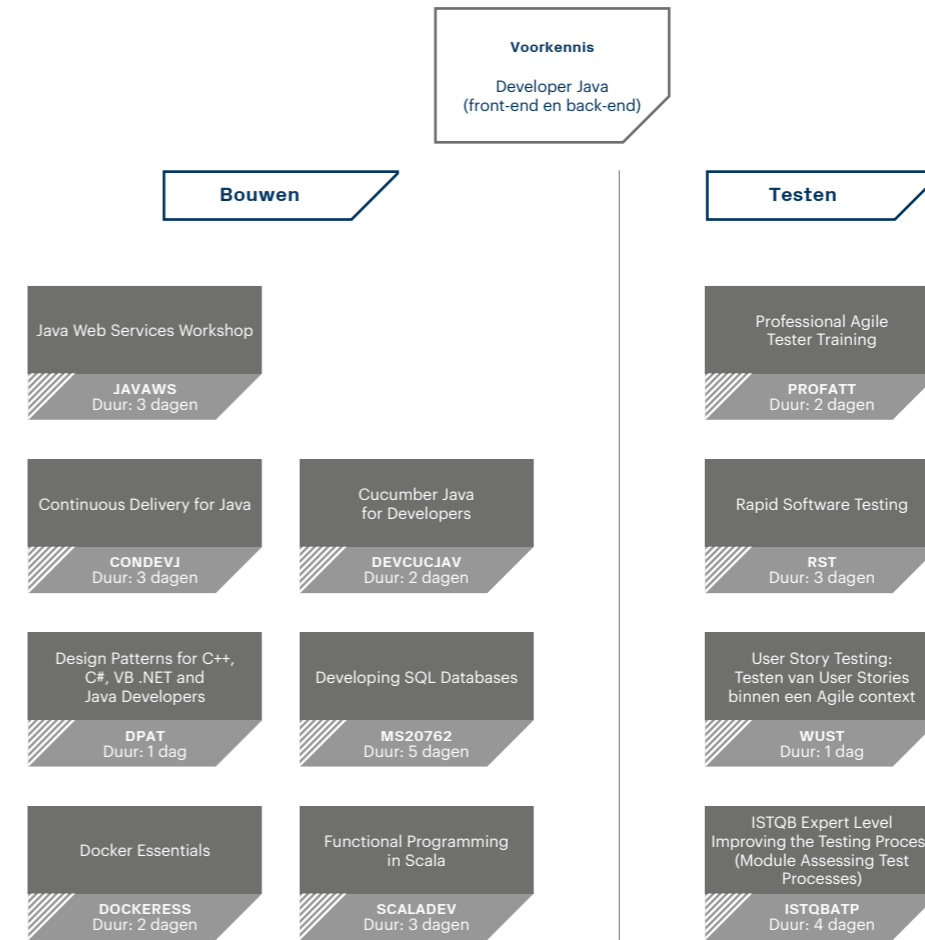 Voorkennis
Developer Java
(front-end en back-end)
Bouwen
Java Web Services Workshop
JAVAWS
Duur: 3 dagen
Continuous Delivery for Java
CONDEVJ
Duur: 3 dagen
Cucumber Java
for Developers
DEVCUCJAV
Duur: 2 dagen
Design Patterns for C++,
C#, VB .NET and
Java Developers
DPAT
Duur: 1 dag
Developing SQL Databases
MS20762
Duur: 5 dagen
Docker Essentials
DOCKERESS
Duur: 2 dagen
Functional Programming
in Scala
SCALADEV
Duur: 3 dagen
Testen
Professional Agile
Tester Training
PROFATT
Duur: 2 dagen
Rapid Software Testing
RST
Duur: 3 dagen
User Story Testing:
Testen van User Stories
binnen een Agile context
WUST
Duur: 1 dag
ISTQB Expert Level
Improving the Testing Proces
(Module Assessing Test
Processes)
ISTQBATP
Duur: 4 dagen